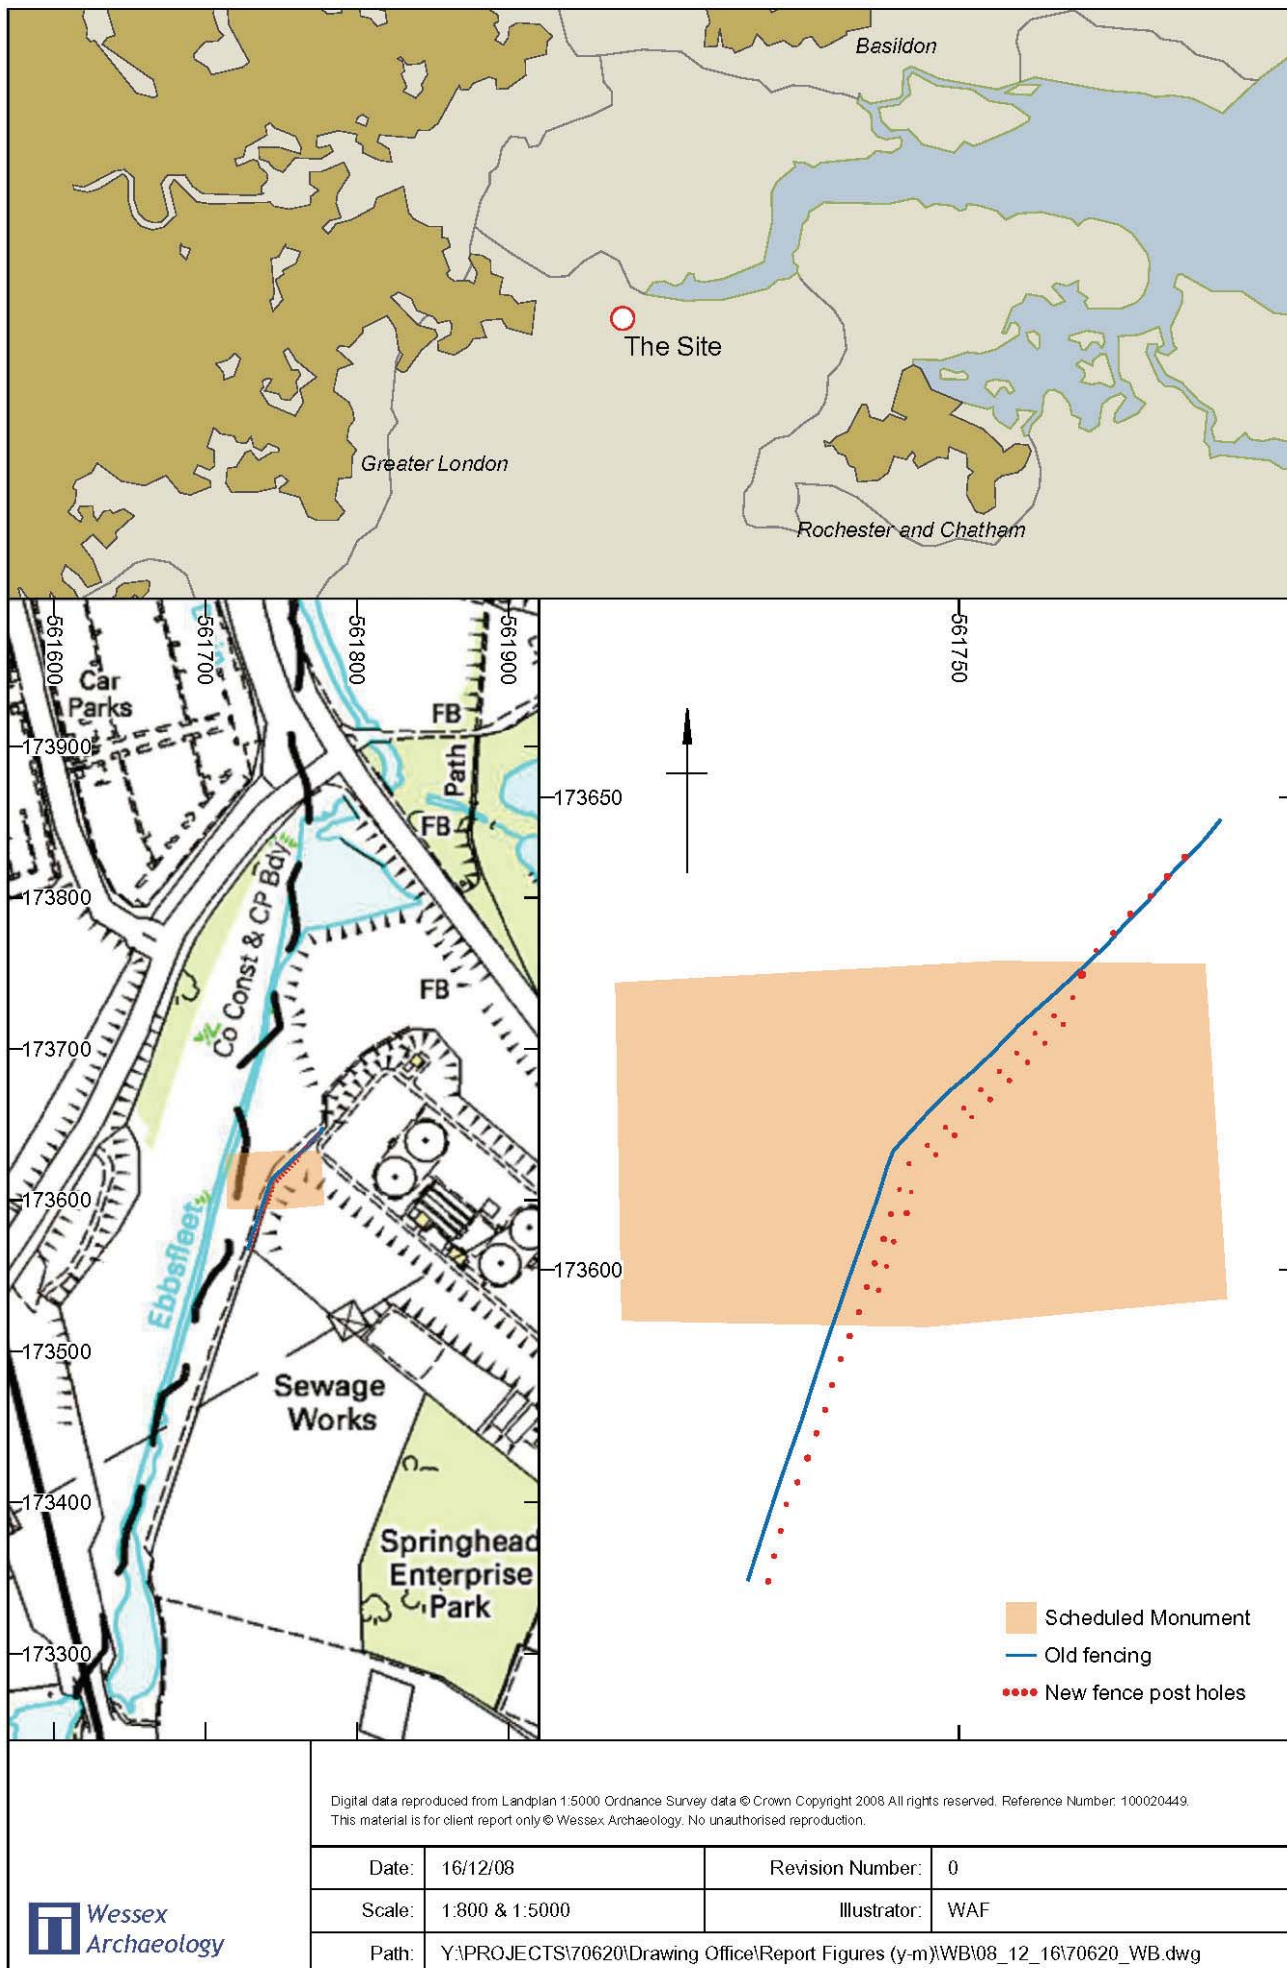 Basildon
The Site
Greater London
Rochester and Chatham
561600
561700
561800
561900
Car
Parks
FB
Path
FB
173900
173800
Co Const & CP Bdy
FB
173700
173600
Ebbsfleet
173500
Sewage
Works
173400
Springhead
Enterprise
Park
173300
561750
173650
173600
Scheduled Monument
Old fencing
New fence post holes
Digital data reproduced from Landplan 1:5000 Ordnance Survey data © Crown Copyright 2008 All rights reserved. Reference Number: 100020449.
This material is for client report only © Wessex Archaeology. No unauthorised reproduction.
Date: 16/12/08 Revision Number: 0
Scale: 1:800 & 1:5000 Illustrator: WAF
Path: Y:\PROJECTS\70620\Drawing Office\Report Figures (y-m)\WB\08_12_16\70620_WB.dwg
Wessex
Archaeology